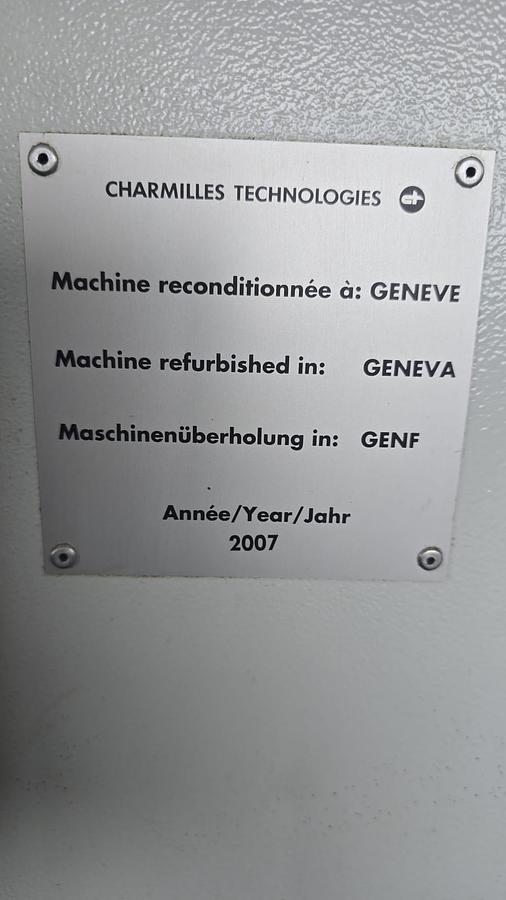 CHARMILLES TECHNOLOGIES
Machine reconditionnée à: GENEVE
Machine refurbished in: GENEVA
Maschinenüberholung in: GENF
Année/Year/Jahr
2007